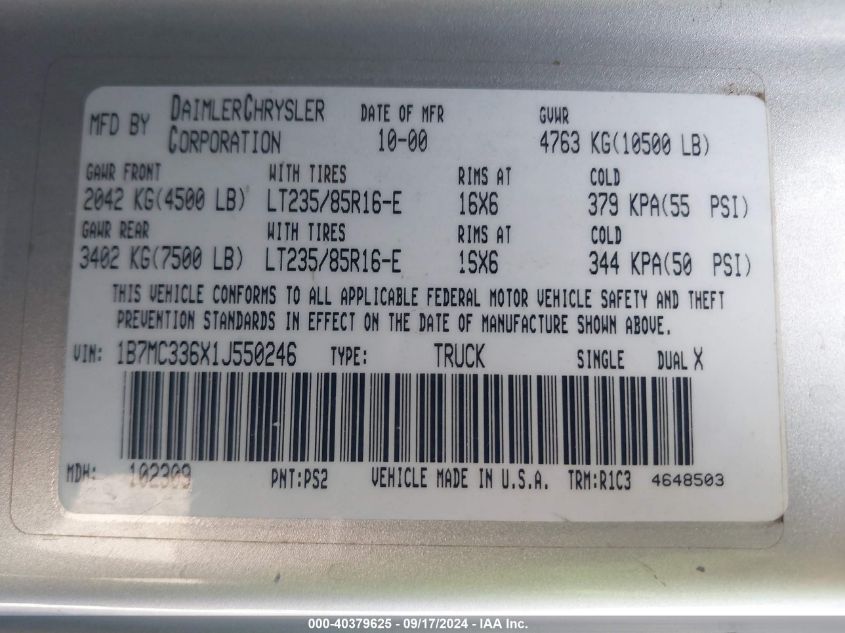 MFD BY DAIMLERCHRYSLER CORPORATION DATE OF MFR 10-00 GVWR 4763 KG(10500 LB)
GAWR FRONT WITH TIRES RIMS AT COLD
2042 KG(4500 LB) LT235/85R16-E 16X6 379 KPA(55 PSI)
GAWR REAR WITH TIRES RIMS AT COLD
3402 KG(7500 LB) LT235/85R16-E 16X6 344 KPA(50 PSI)
THIS VEHICLE CONFORMS TO ALL APPLICABLE FEDERAL MOTOR VEHICLE SAFETY AND THEFT
PREVENTION STANDARDS IN EFFECT ON THE DATE OF MANUFACTURE SHOWN ABOVE.
VIN: 1B7MC336X1J550246 TYPE: TRUCK SINGLE DUAL X
MDH: 102309 PNT:PS2 VEHICLE MADE IN U.S.A. TRM:R1C3 4648503
000-40379625 - 09/17/2024 - IAA Inc.